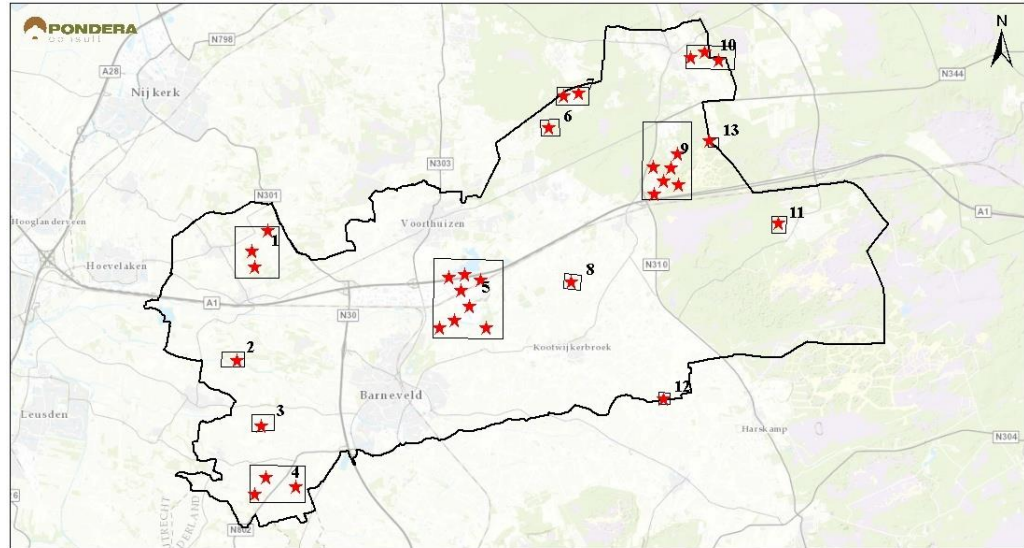 PONDERA
consult
N
N798
10
A28
N344
Nijkerk
7
6
13
N303
9
N301
Hooglanderveen
Voorthuizen
A1
11
1
Hoevelaken
N310
8
5
A1
N30
Kootwijkerbroek
2
Barneveld
12
Leusden
3
Harskamp
N304
4
N802